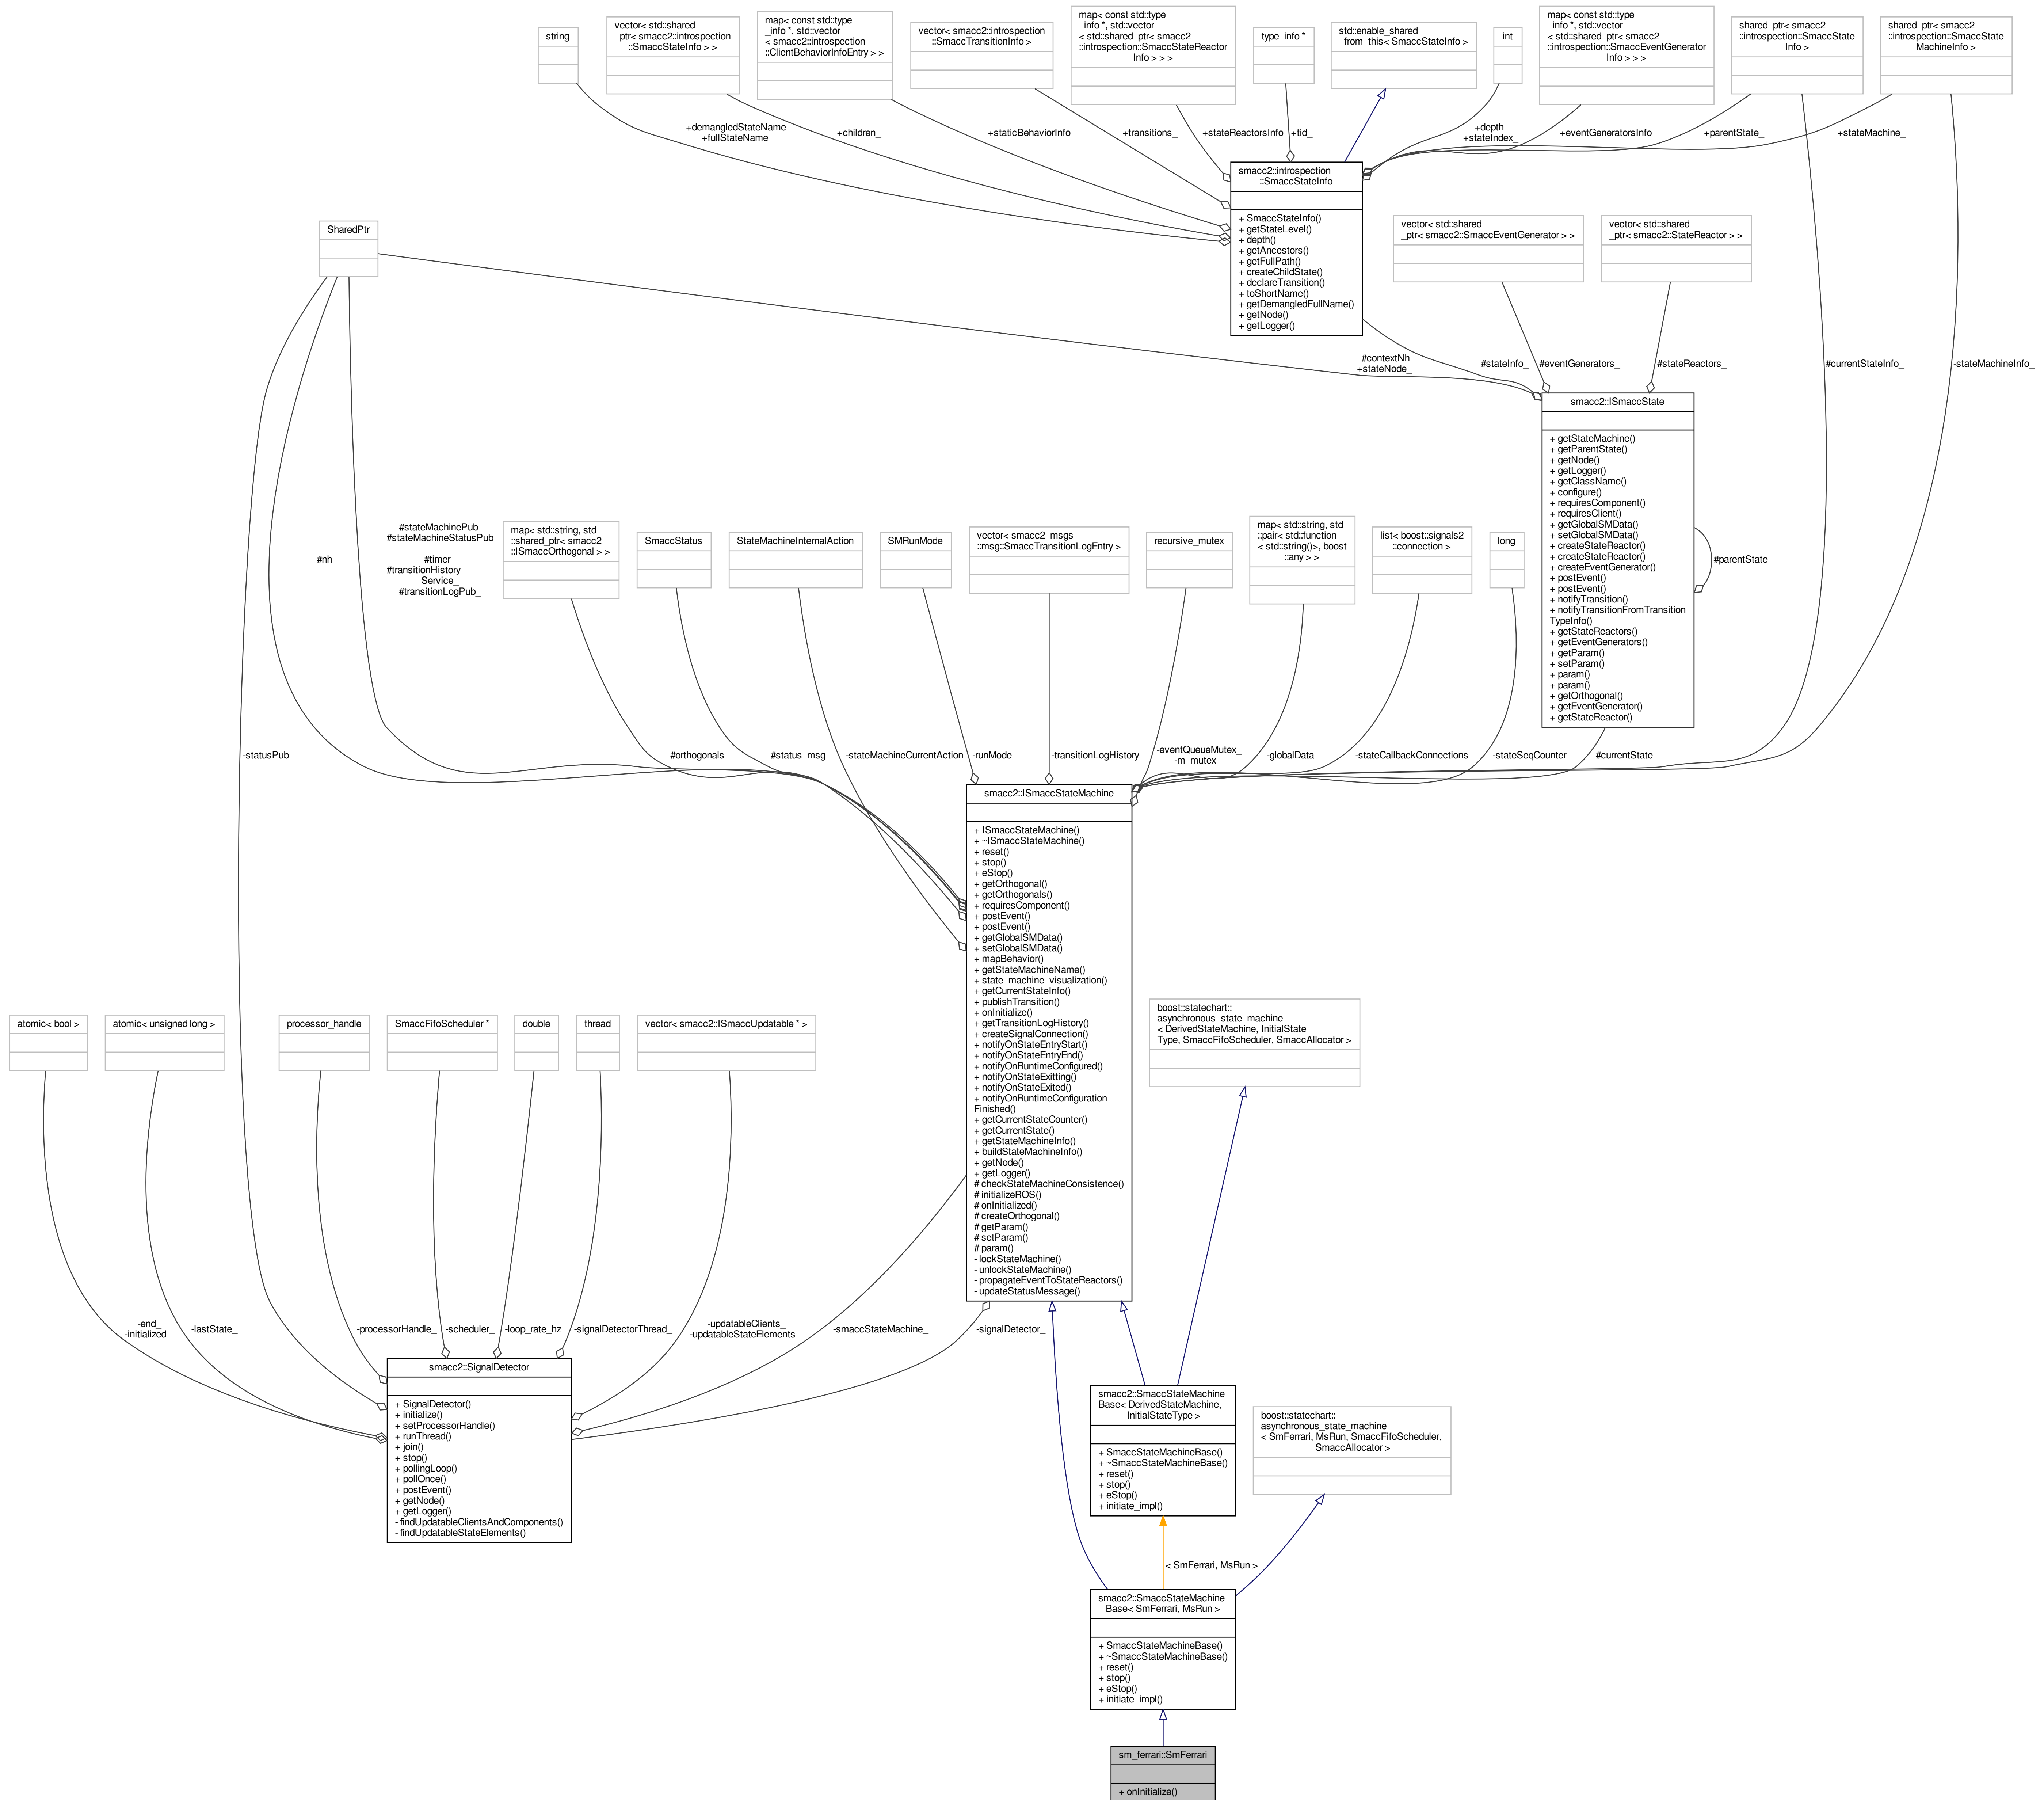 string
vector< std::shared
_ptr< smacc2::introspection
::SmaccStateInfo > >
map< const std::type
_info *, std::vector
< smacc2::introspection
::ClientBehaviorInfoEntry > >
vector< smacc2::introspection
::SmaccTransitionInfo >
map< const std::type
_info *, std::vector
< std::shared_ptr< smacc2
::introspection::SmaccStateReactor
Info > > >
type_info *
std::enable_shared
_from_this< SmaccStateInfo >
int
map< const std::type
_info *, std::vector
< std::shared_ptr< smacc2
::introspection::SmaccEventGenerator
Info > > >
shared_ptr< smacc2
::introspection::SmaccState
Info >
shared_ptr< smacc2
::introspection::SmaccState
MachineInfo >
+demangledStateName
+fullStateName
+children_
+staticBehaviorInfo
+transitions_
+stateReactorsInfo
+tid_
+depth_
+stateIndex_
+eventGeneratorsInfo
+parentState_
+stateMachine_
smacc2::introspection
::SmaccStateInfo
+ SmaccStateInfo()
+ getStateLevel()
+ depth()
+ getAncestors()
+ getFullPath()
+ createChildState()
+ declareTransition()
+ toShortName()
+ getDemangledFullName()
+ getNode()
+ getLogger()
SharedPtr
vector< std::shared
_ptr< smacc2::SmaccEventGenerator > >
vector< std::shared
_ptr< smacc2::StateReactor > >
#contextNh
+stateNode_
#stateInfo_
#eventGenerators_
#stateReactors_
#currentStateInfo_
-stateMachineInfo_
smacc2::ISmaccState
+ getStateMachine()
+ getParentState()
+ getNode()
+ getLogger()
+ getClassName()
+ configure()
+ requiresComponent()
+ requiresClient()
+ getGlobalSMData()
+ setGlobalSMData()
+ createStateReactor()
+ createStateReactor()
+ createEventGenerator()
+ postEvent()
+ postEvent()
+ notifyTransition()
+ notifyTransitionFromTransition
TypeInfo()
+ getStateReactors()
+ getEventGenerators()
+ getParam()
+ setParam()
+ param()
+ param()
+ getOrthogonal()
+ getEventGenerator()
+ getStateReactor()
#parentState_
#nh_
#stateMachinePub_
#stateMachineStatusPub
_
#timer_
#transitionHistory
Service_
#transitionLogPub_
map< std::string, std
::shared_ptr< smacc2
::ISmaccOrthogonal > >
SmaccStatus
StateMachineInternalAction
SMRunMode
vector< smacc2_msgs
::msg::SmaccTransitionLogEntry >
recursive_mutex
map< std::string, std
::pair< std::function
< std::string()>, boost
::any > >
list< boost::signals2
::connection >
long
-statusPub_
#orthogonals_
#status_msg_
-stateMachineCurrentAction
-runMode_
-transitionLogHistory_
-eventQueueMutex_
-m_mutex_
-globalData_
-stateCallbackConnections
-stateSeqCounter_
#currentState_
smacc2::ISmaccStateMachine
+ ISmaccStateMachine()
+ ~ISmaccStateMachine()
+ reset()
+ stop()
+ eStop()
+ getOrthogonal()
+ getOrthogonals()
+ requiresComponent()
+ postEvent()
+ postEvent()
+ getGlobalSMData()
+ setGlobalSMData()
+ mapBehavior()
+ getStateMachineName()
+ state_machine_visualization()
+ getCurrentStateInfo()
+ publishTransition()
+ onInitialize()
+ getTransitionLogHistory()
+ createSignalConnection()
+ notifyOnStateEntryStart()
+ notifyOnStateEntryEnd()
+ notifyOnRuntimeConfigured()
+ notifyOnStateExitting()
+ notifyOnStateExited()
+ notifyOnRuntimeConfiguration
Finished()
+ getCurrentStateCounter()
+ getCurrentState()
+ getStateMachineInfo()
+ buildStateMachineInfo()
+ getNode()
+ getLogger()
# checkStateMachineConsistence()
# initializeROS()
# onInitialized()
# createOrthogonal()
# getParam()
# setParam()
# param()
- lockStateMachine()
- unlockStateMachine()
- propagateEventToStateReactors()
- updateStatusMessage()
atomic< bool >
atomic< unsigned long >
processor_handle
SmaccFifoScheduler *
double
thread
vector< smacc2::ISmaccUpdatable * >
boost::statechart::
asynchronous_state_machine
< DerivedStateMachine, InitialState
Type, SmaccFifoScheduler, SmaccAllocator >
-end_
-initialized_
-lastState_
-processorHandle_
-scheduler_
-loop_rate_hz
-signalDetectorThread_
-updatableClients_
-updatableStateElements_
-smaccStateMachine_
-signalDetector_
smacc2::SignalDetector
+ SignalDetector()
+ initialize()
+ setProcessorHandle()
+ runThread()
+ join()
+ stop()
+ pollingLoop()
+ pollOnce()
+ postEvent()
+ getNode()
+ getLogger()
- findUpdatableClientsAndComponents()
- findUpdatableStateElements()
smacc2::SmaccStateMachine
Base< DerivedStateMachine,
InitialStateType >
+ SmaccStateMachineBase()
+ ~SmaccStateMachineBase()
+ reset()
+ stop()
+ eStop()
+ initiate_impl()
boost::statechart::
asynchronous_state_machine
< SmFerrari, MsRun, SmaccFifoScheduler,
SmaccAllocator >
< SmFerrari, MsRun >
smacc2::SmaccStateMachine
Base< SmFerrari, MsRun >
+ SmaccStateMachineBase()
+ ~SmaccStateMachineBase()
+ reset()
+ stop()
+ eStop()
+ initiate_impl()
sm_ferrari::SmFerrari
+ onInitialize()